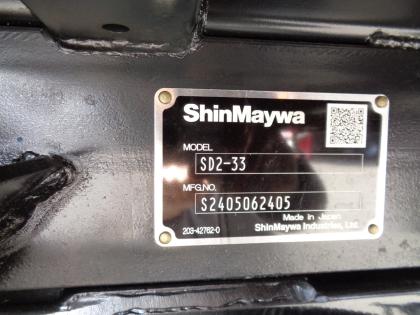 ShinMaywa
MODEL
SD2-33
MFG.NO.
S2405062405
Made in Japan
203-42762-0 ShinMaywa Industries, Ltd.